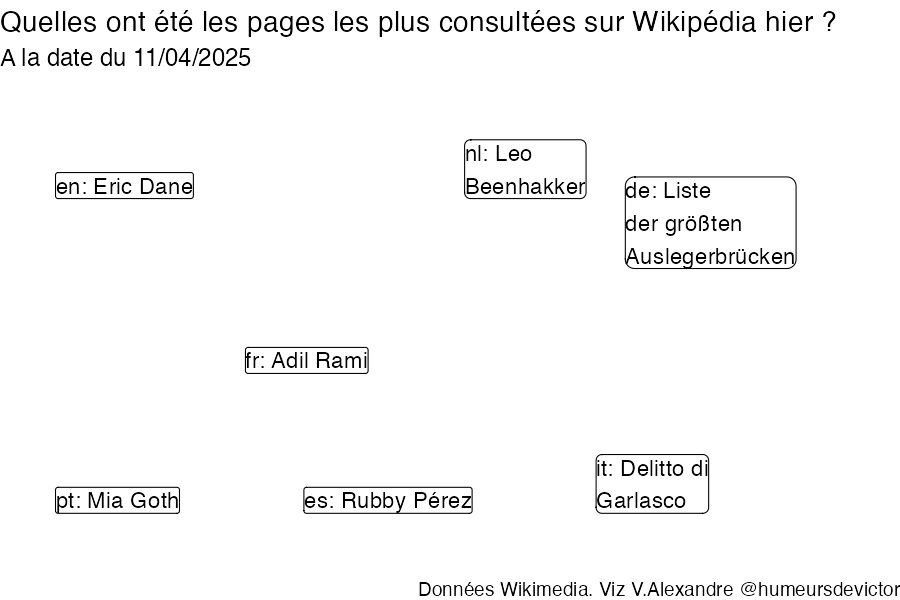 Quelles ont été les pages les plus consultées sur Wikipédia hier ?
A la date du 11/04/2025
nl: Leo
Beenhakker
en: Eric Dane
de: Liste
der größten
Auslegerbrücken
fr: Adil Rami
it: Delitto di
Garlasco
pt: Mia Goth
es: Rubby Pérez
Données Wikimedia. Viz V.Alexandre @humeursdevictor